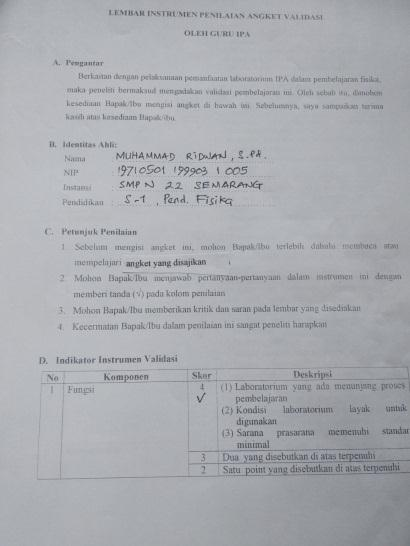 LEMBAR INSTRUMEN PENILAIAN ANGKET VALIDASI
OLEH GURU IPA
A. Pengantar
Berkaitan dengan pelaksanaan pemanfaatan laboratorium IPA dalam pembelajaran fisika,
maka peneliti bermaksud mengadakan validasi pembelajaran ini. Oleh sebab itu, dimohon
kesediaan Bapak/Ibu mengisi angket di bawah ini. Sebelumnya, saya sampaikan terima
kasih atas kesediaan Bapak/ibu.
B. Identitas Ahli:
Nama : MUHAMMAD RIDWAN, S.Pd.
NIP : 19710501 199903 1 005
Instansi : SMP N 22 SEMARANG
Pendidikan : S-1, Pend. Fisika
C. Petunjuk Penilaian
1. Sebelum mengisi angket ini, mohon Bapak/Ibu terlebih dahulu membaca atau
mempelajari angket yang disajikan
2. Mohon Bapak/Ibu menjawab pertanyaan-pertanyaan dalam instrumen ini dengan
memberi tanda (√) pada kolom penilaian
3. Mohon Bapak/Ibu memberikan kritik dan saran pada lembar yang disediakan
4. Kecermatan Bapak/Ibu dalam penilaian ini sangat peneliti harapkan
D. Indikator Instrumen Validasi
No Komponen Skor Deskripsi
1 Fungsi 4 (1) Laboratorium yang ada menunjang proses
√ pembelajaran
(2) Kondisi laboratorium layak untuk
digunakan
(3) Sarana prasarana memenuhi standar
minimal
3 Dua yang disebutkan di atas terpenuhi
2 Satu point yang disebutkan di atas terpenuhi